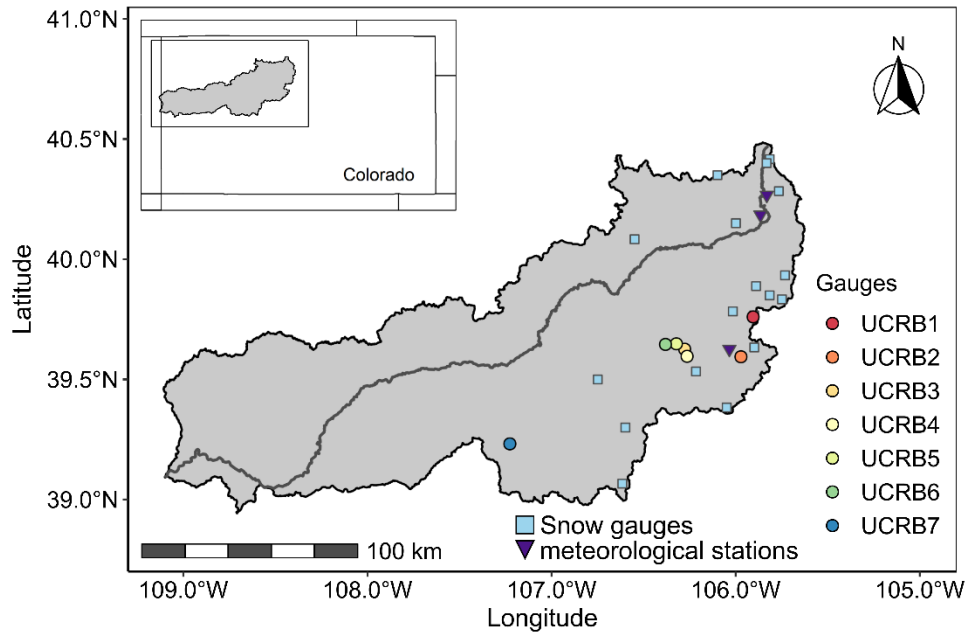 41.0°N
40.5°N
40.0°N
39.5°N
39.0°N
Latitude
Colorado
N
Gauges
UCRB1
UCRB2
UCRB3
UCRB4
UCRB5
UCRB6
UCRB7
Snow gauges
meteorological stations
100 km
109.0°W 108.0°W 107.0°W 106.0°W 105.0°W
Longitude